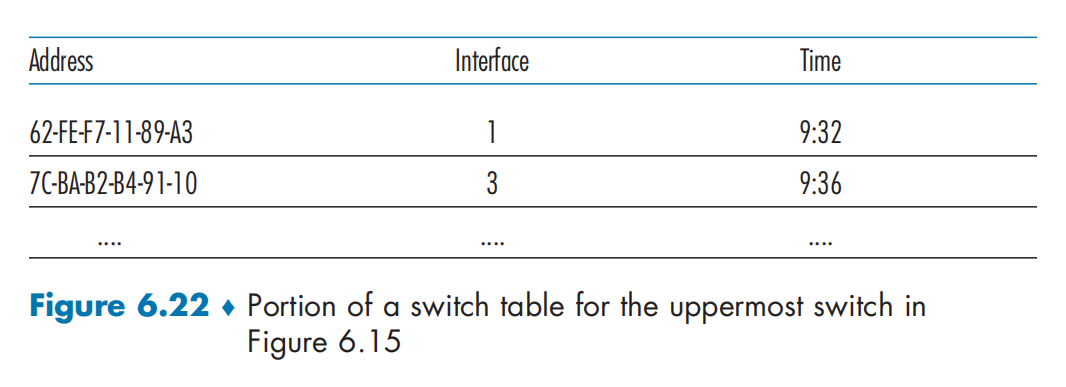 Address Interface Time
62-FE-F7-11-89-A3 1 9:32
7C-BA-B2-B4-91-10 3 9:36
.... .... ....
Figure 6.22 ♦ Portion of a switch table for the uppermost switch in
Figure 6.15